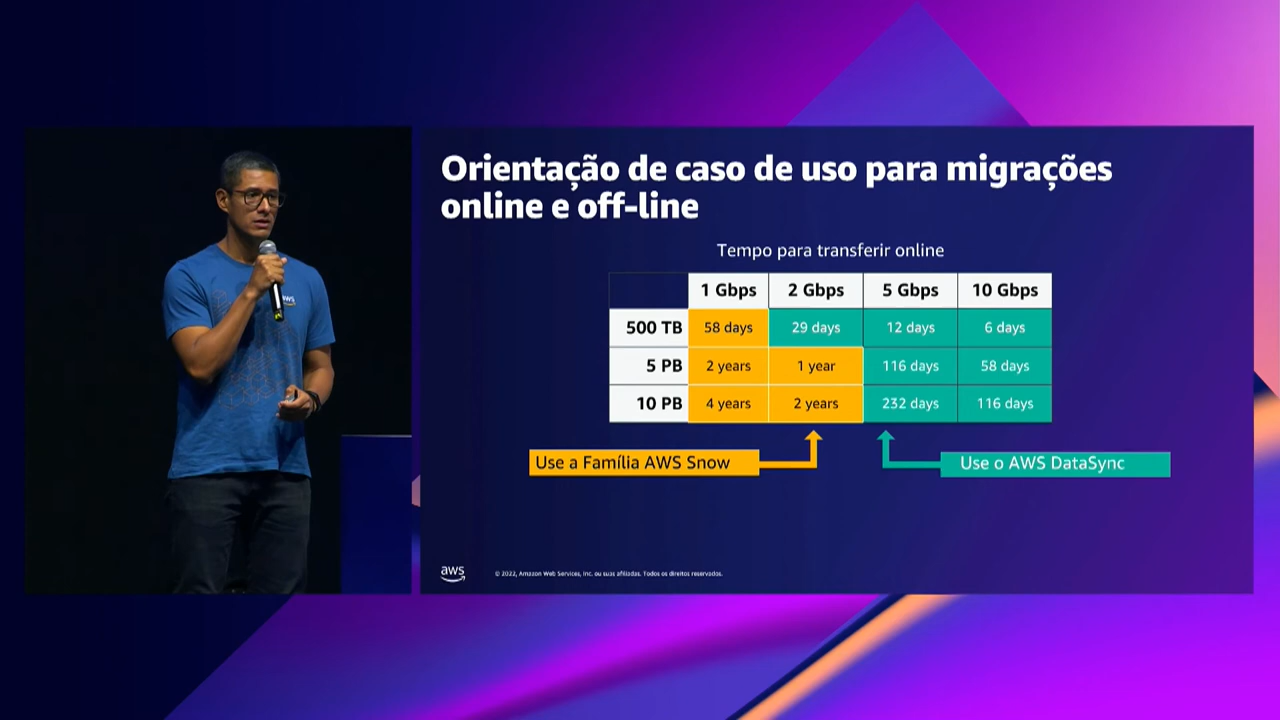 Orientação de caso de uso para migrações
online e off-line
Tempo para transferir online
1 Gbps 2 Gbps 5 Gbps 10 Gbps
500 TB 58 days 29 days 12 days 6 days
5 PB 2 years 1 year 116 days 58 days
10 PB 4 years 2 years 232 days 116 days
Use a Família AWS Snow
Use o AWS DataSync
aws
© 2022, Amazon Web Services, Inc. ou suas afiliadas. Todos os direitos reservados.
aws